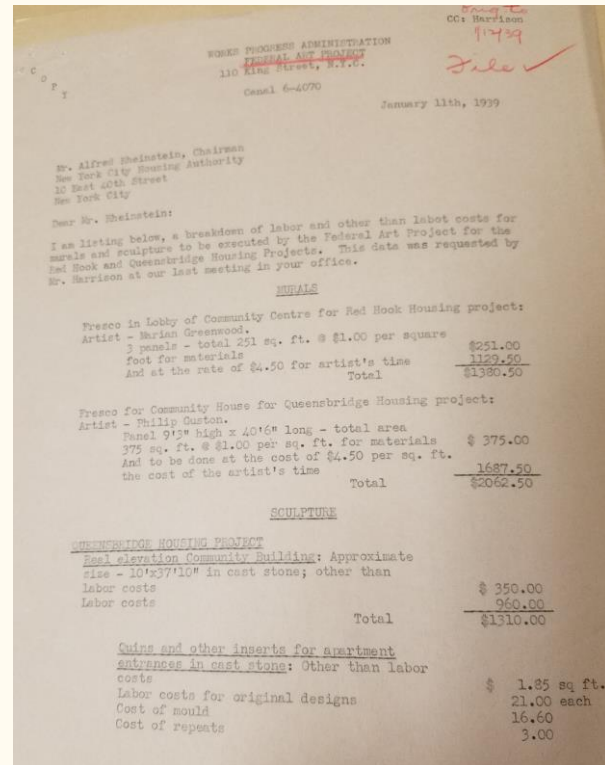 Orig to
CC: Harrison
1/12/39
File ✓
WORKS PROGRESS ADMINISTRATION
FEDERAL ART PROJECT
110 King Street, N.Y.C.
Canal 6-4070
C O P Y
January 11th, 1939
Mr. Alfred Rheinstein, Chairman
New York City Housing Authority
10 East 40th Street
New York City
Dear Mr. Rheinstein:
I am listing below, a breakdown of labor and other than labot costs for
murals and sculpture to be executed by the Federal Art Project for the
Red Hook and Queensbridge Housing Projects. This data was requested by
Mr. Harrison at our last meeting in your office.
MURALS
Fresco in Lobby of Community Centre for Red Hook Housing project:
Artist - Marian Greenwood.
3 panels - total 251 sq. ft. @ $1.00 per square
foot for materials $251.00
And at the rate of $4.50 for artist's time 1129.50
Total $1380.50
Fresco for Community House for Queensbridge Housing project:
Artist - Philip Guston.
Panel 9'3" high x 40'6" long - total area
375 sq. ft. @ $1.00 per sq. ft. for materials $ 375.00
And to be done at the cost of $4.50 per sq. ft.
the cost of the artist's time 1687.50
Total $2062.50
SCULPTURE
QUEENSBRIDGE HOUSING PROJECT
Real elevation Community Building: Approximate
size - 10'x37'10" in cast stone; other than
labor costs $ 350.00
Labor costs 960.00
Total $1310.00
Quins and other inserts for apartment
entrances in cast stone: Other than labor
costs $ 1.85 sq ft.
Labor costs for original designs 21.00 each
Cost of mould 16.60
Cost of repeats 3.00